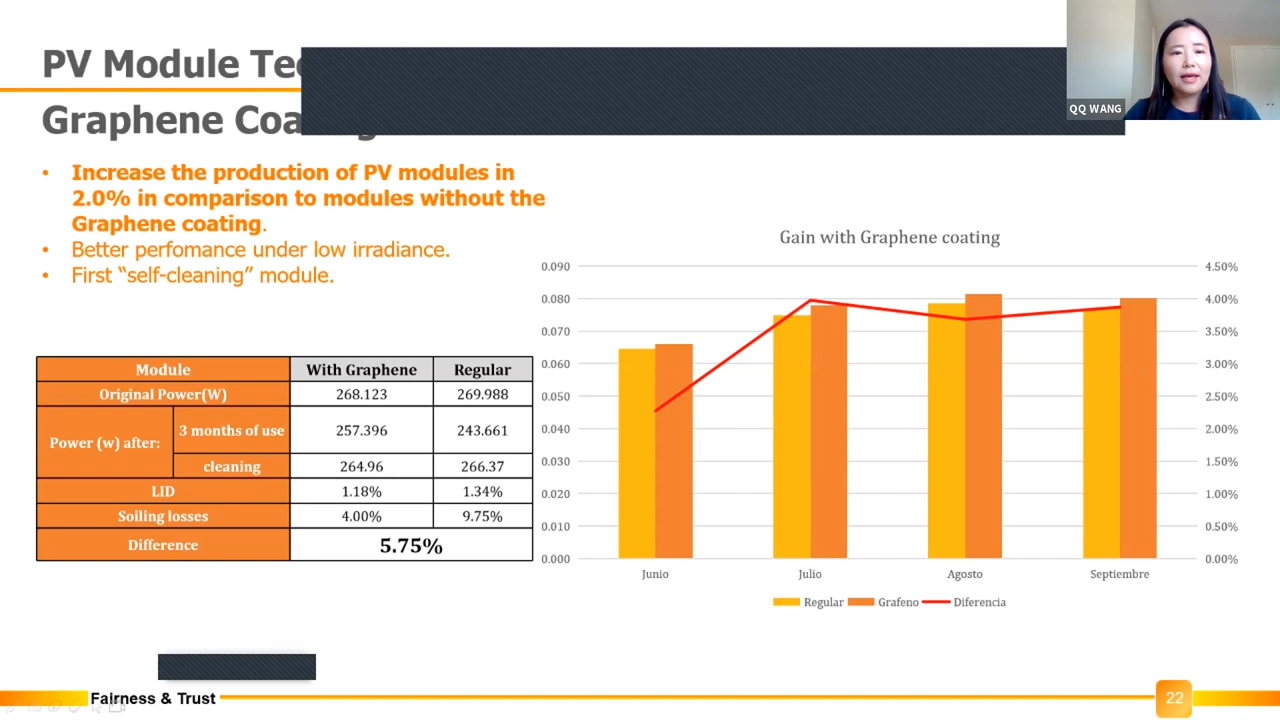 PV Module
Graphene
QQ WANG
• Increase the production of PV modules in
2.0% in comparison to modules without the
Graphene coating.
• Better perfomance under low irradiance.
• First “self-cleaning” module.
Module With Graphene Regular
Original Power(W) 268.123 269.988
Power (w) after: 3 months of use 257.396 243.661
cleaning 264.96 266.37
LID 1.18% 1.34%
Soiling losses 4.00% 9.75%
Difference 5.75%
Gain with Graphene coating
0.090 4.50%
0.080 4.00%
0.070 3.50%
0.060 3.00%
0.050 2.50%
0.040 2.00%
0.030 1.50%
0.020 1.00%
0.010 0.50%
0.000 0.00%
Junio Julio Agosto Septiembre
Regular Grafeno Diferencia
Fairness & Trust
22